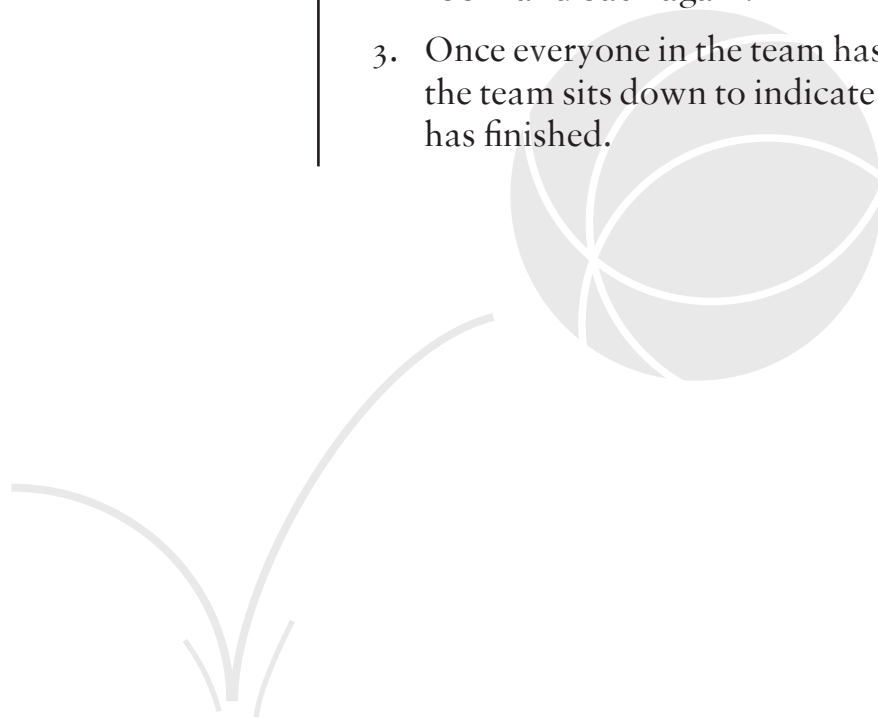 3. Once everyone in the team has
the team sits down to indicate
has finished.